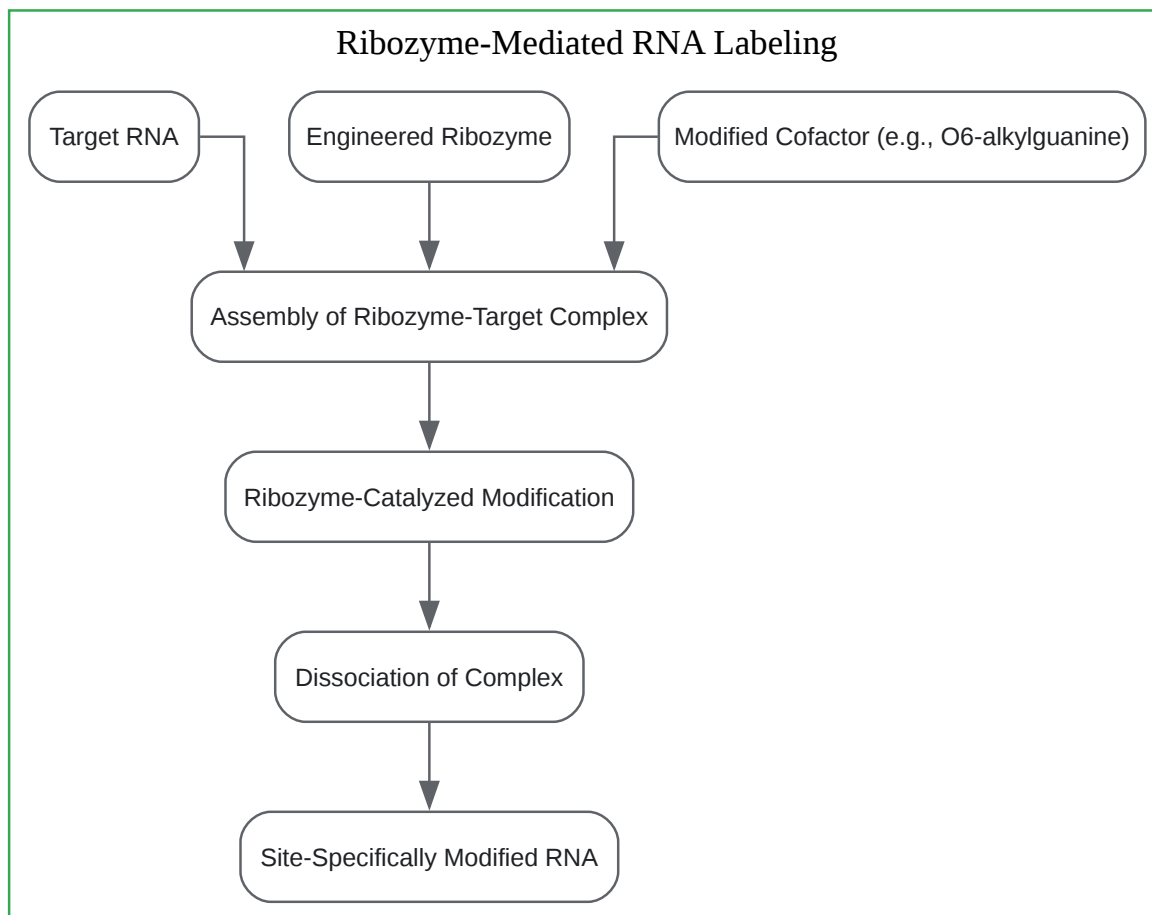 Ribozyme-Mediated RNA Labeling
Target RNA
Engineered Ribozyme
Modified Cofactor (e.g., O6-alkylguanine)
Assembly of Ribozyme-Target Complex
Ribozyme-Catalyzed Modification
Dissociation of Complex
Site-Specifically Modified RNA